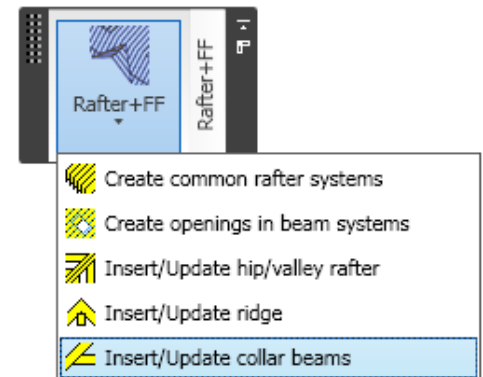 Rafter+FF
Rafter+FF
Create common rafter systems
Create openings in beam systems
Insert/Update hip/valley rafter
Insert/Update ridge
Insert/Update collar beams